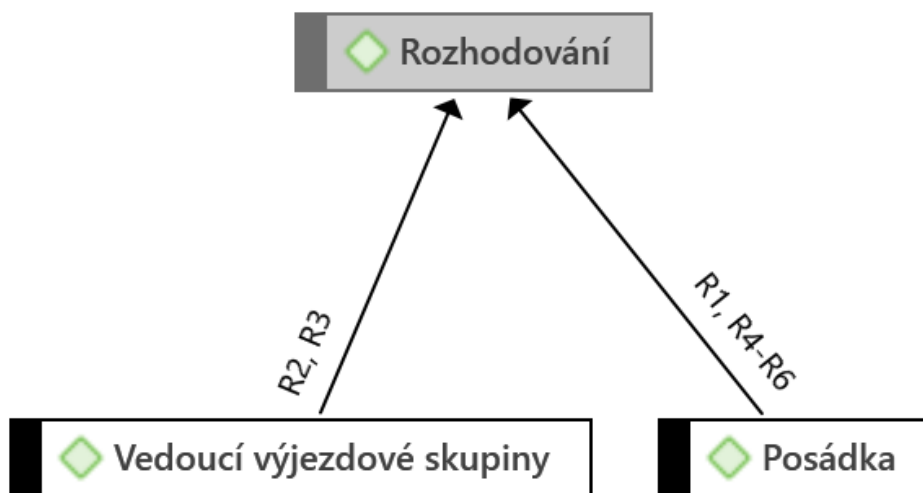 Rozhodování
R2, R3
R1, R4-R6
Vedoucí výjezdové skupiny
Posádka